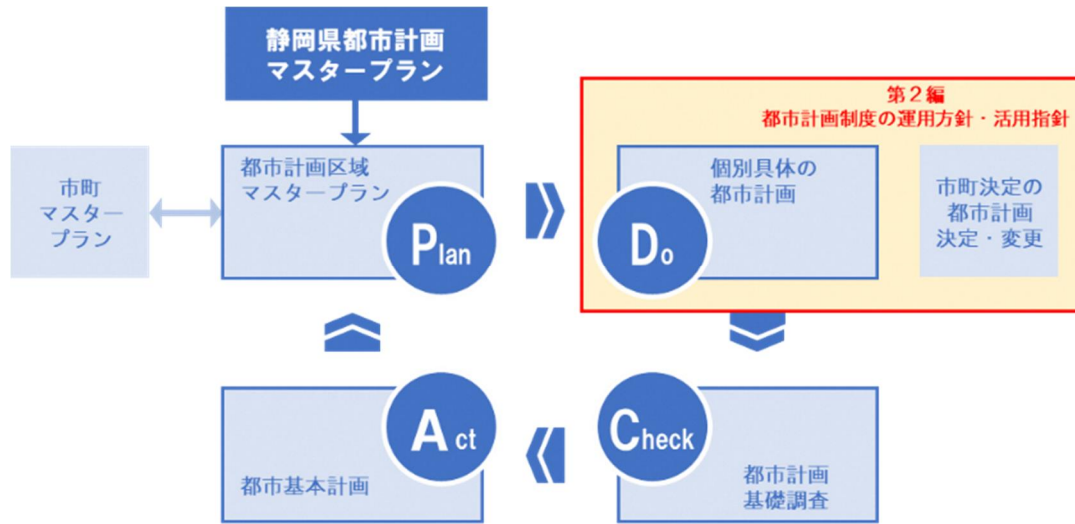 静岡県都市計画
マスタープラン
第２編
都市計画制度の運用方針・活用指針
市町
マスター
プラン
都市計画区域
マスタープラン
Plan
個別具体の
都市計画
Do
市町決定の
都市計画
決定・変更
Act
都市基本計画
Check
都市計画
基礎調査